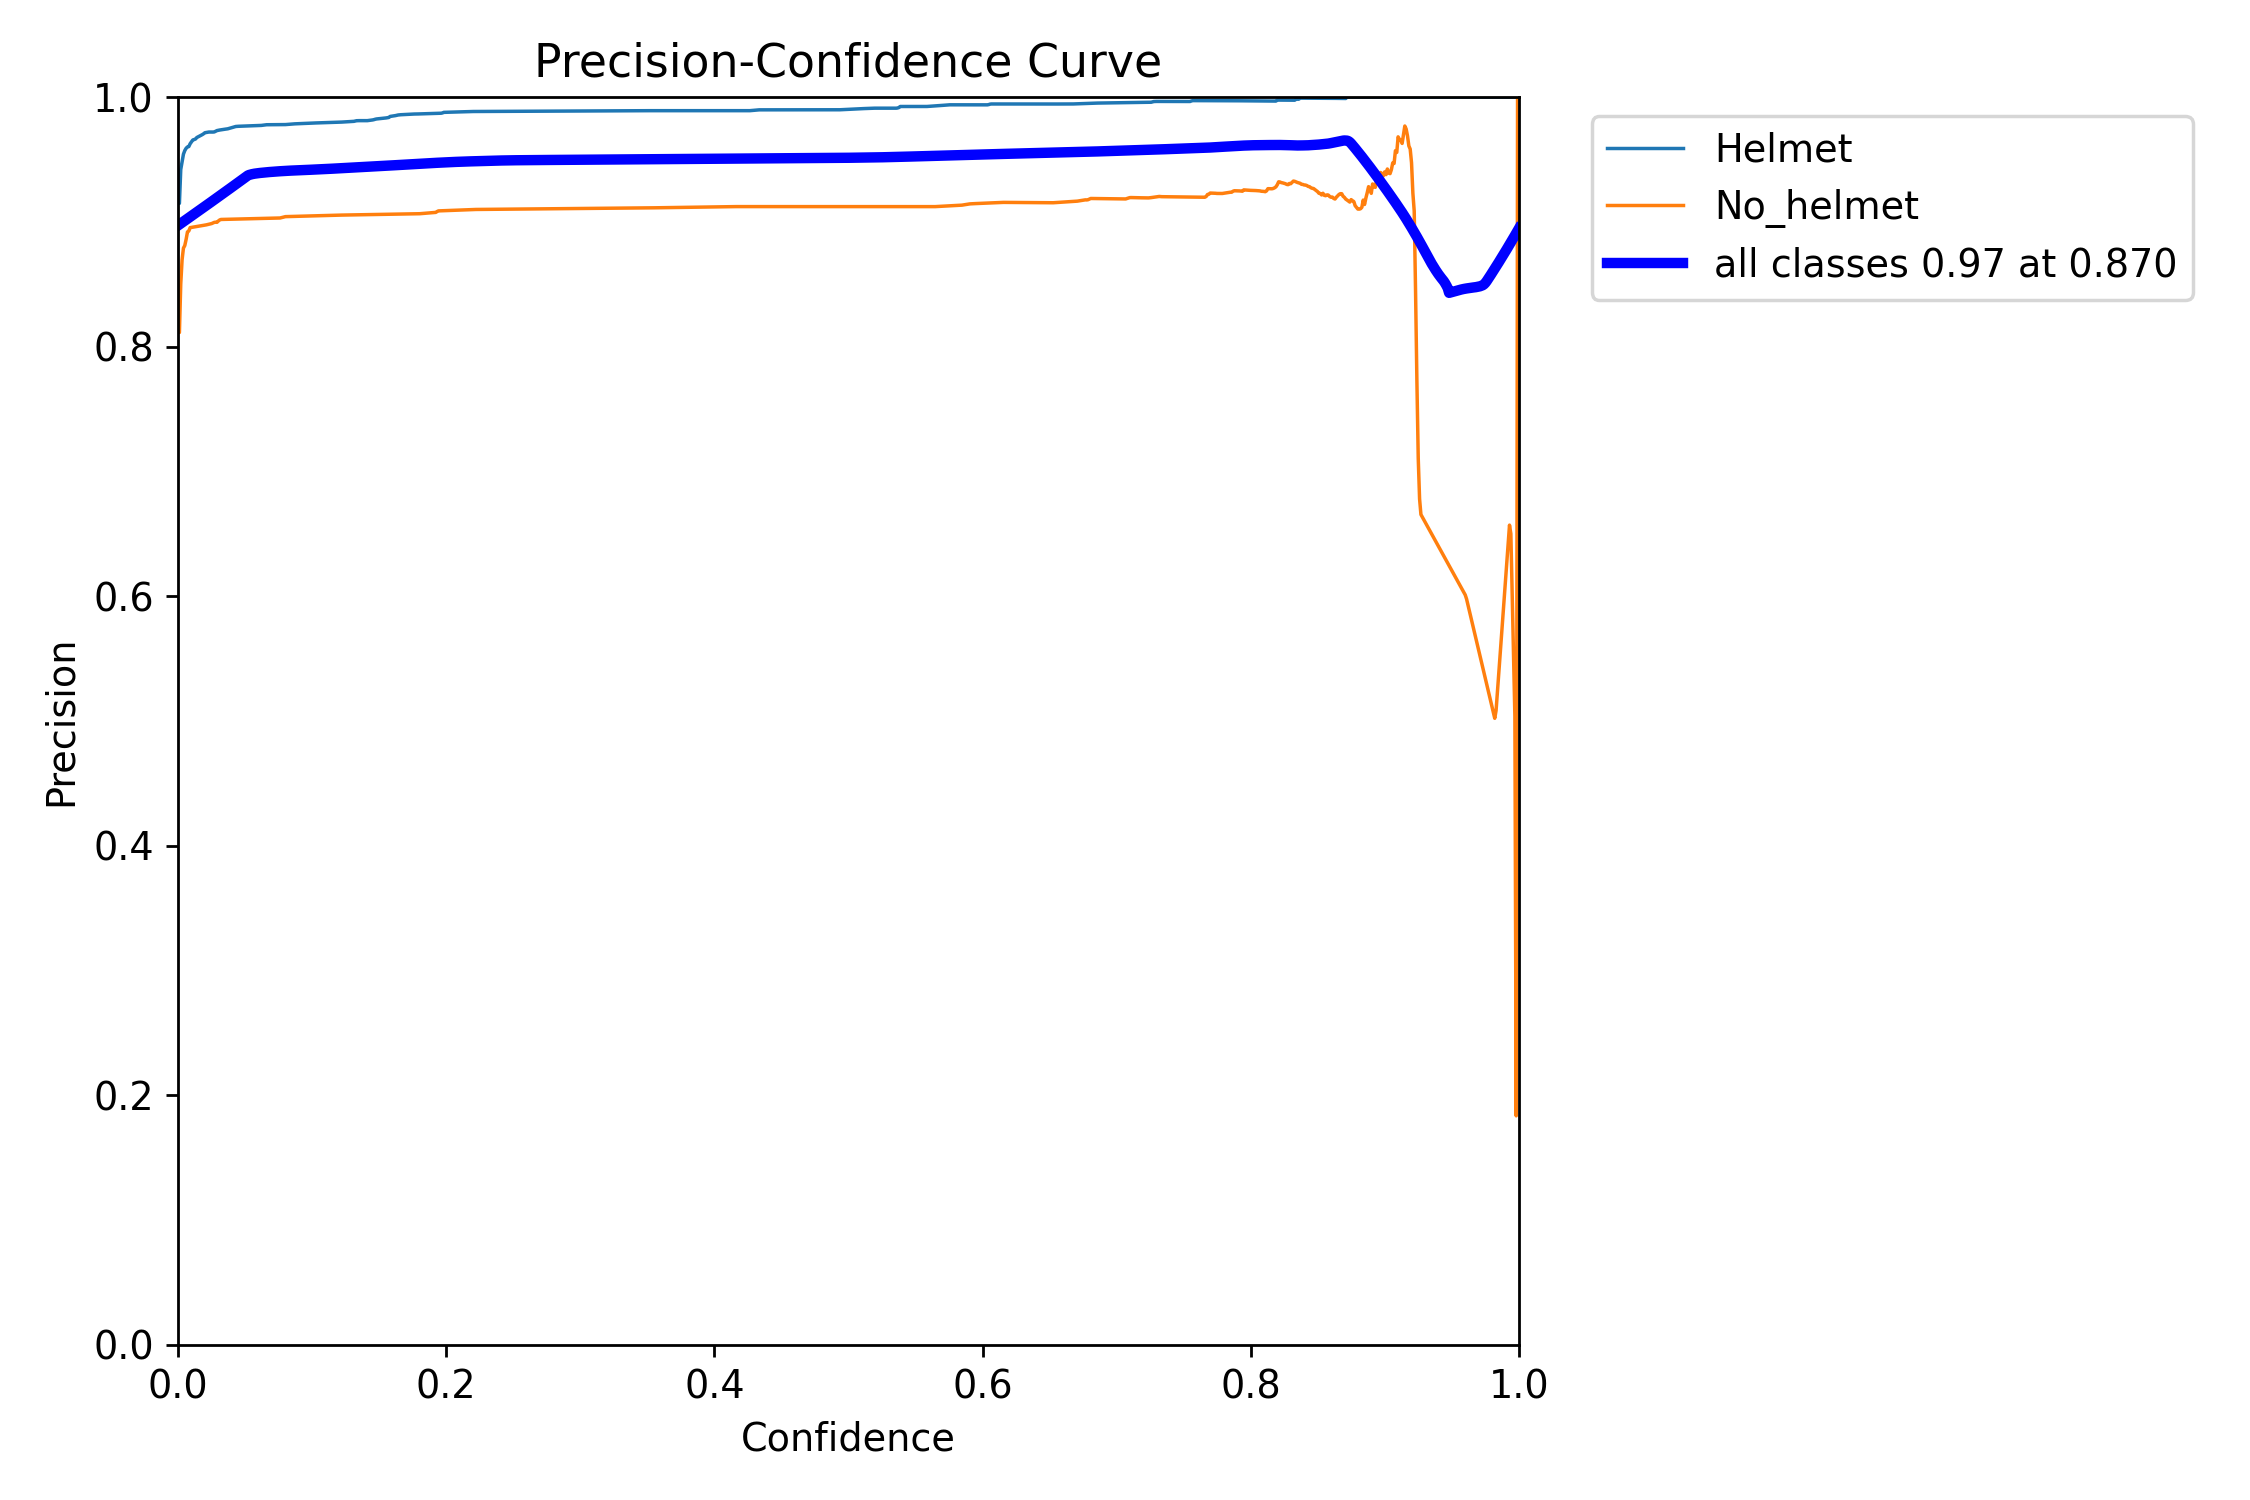 Precision-Confidence Curve
1.0
0.8
0.6
0.4
0.2
0.0
Precision
0.0 0.2 0.4 0.6 0.8 1.0
Confidence
Helmet
No_helmet
all classes 0.97 at 0.870